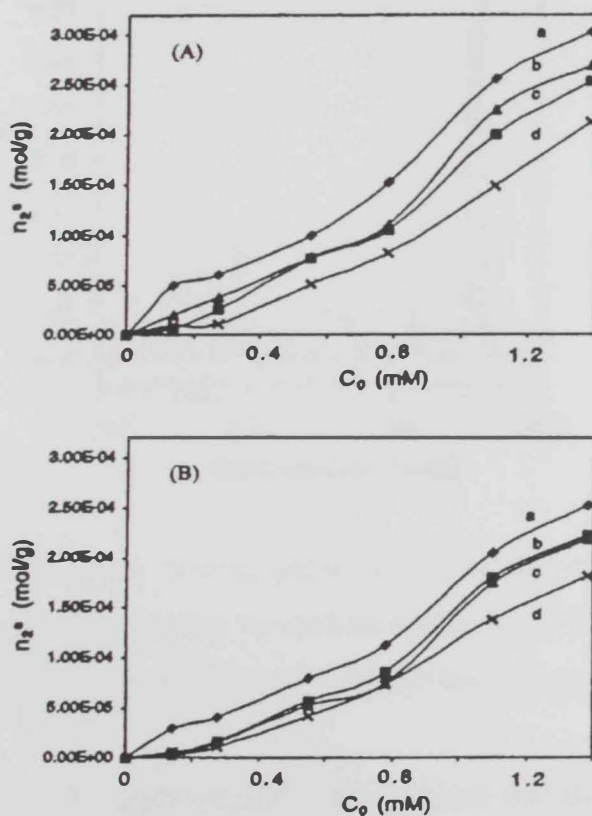 (A)
3.00E-04
2.50E-04
2.00E-04
1.50E-04
1.00E-04
5.00E-05
0.00E+00
n₂ˢ (mol/g)
a
b
c
d
0 0.4 0.8 1.2
C₀ (mM)
(B)
3.00E-04
2.50E-04
2.00E-04
1.50E-04
1.00E-04
5.00E-05
0.00E+00
n₂ˢ (mol/g)
a
b
c
d
0 0.4 0.8 1.2
C₀ (mM)